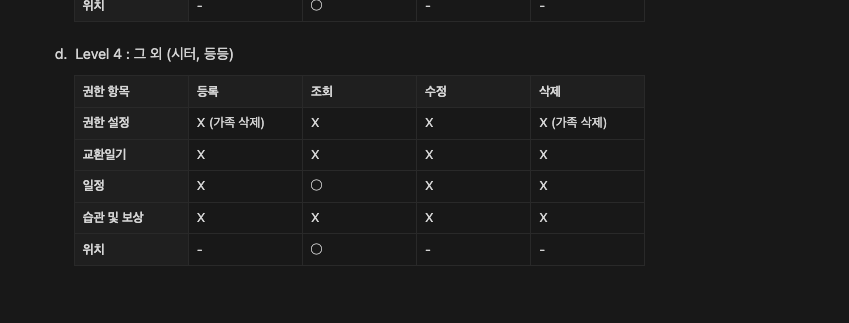 위치 - ○ - -
d. Level 4 : 그 외 (시터, 등등)
권한 항목 등록 조회 수정 삭제
권한 설정 X (가족 삭제) X X X (가족 삭제)
교환일기 X X X X
일정 X ○ X X
습관 및 보상 X X X X
위치 - ○ - -